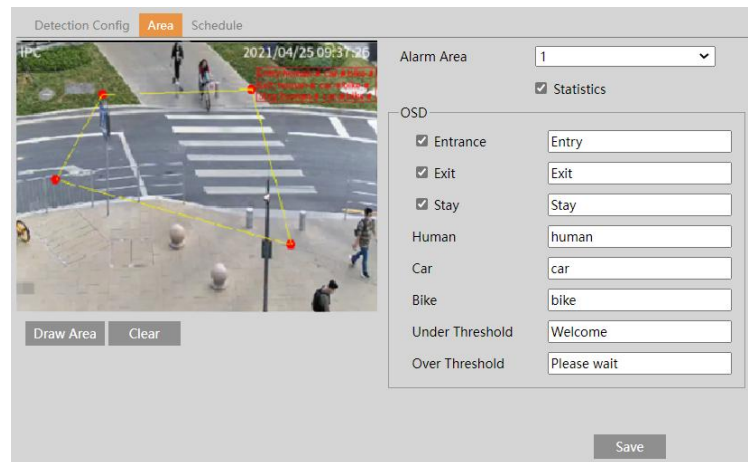 Detection Config Area Schedule
IPC 2021/04/25 09:37:26
Alarm Area 1
Statistics
OSD
Entrance Entry
Exit Exit
Stay Stay
Human human
Car car
Bike bike
Under Threshold Welcome
Over Threshold Please wait
Draw Area Clear
Save